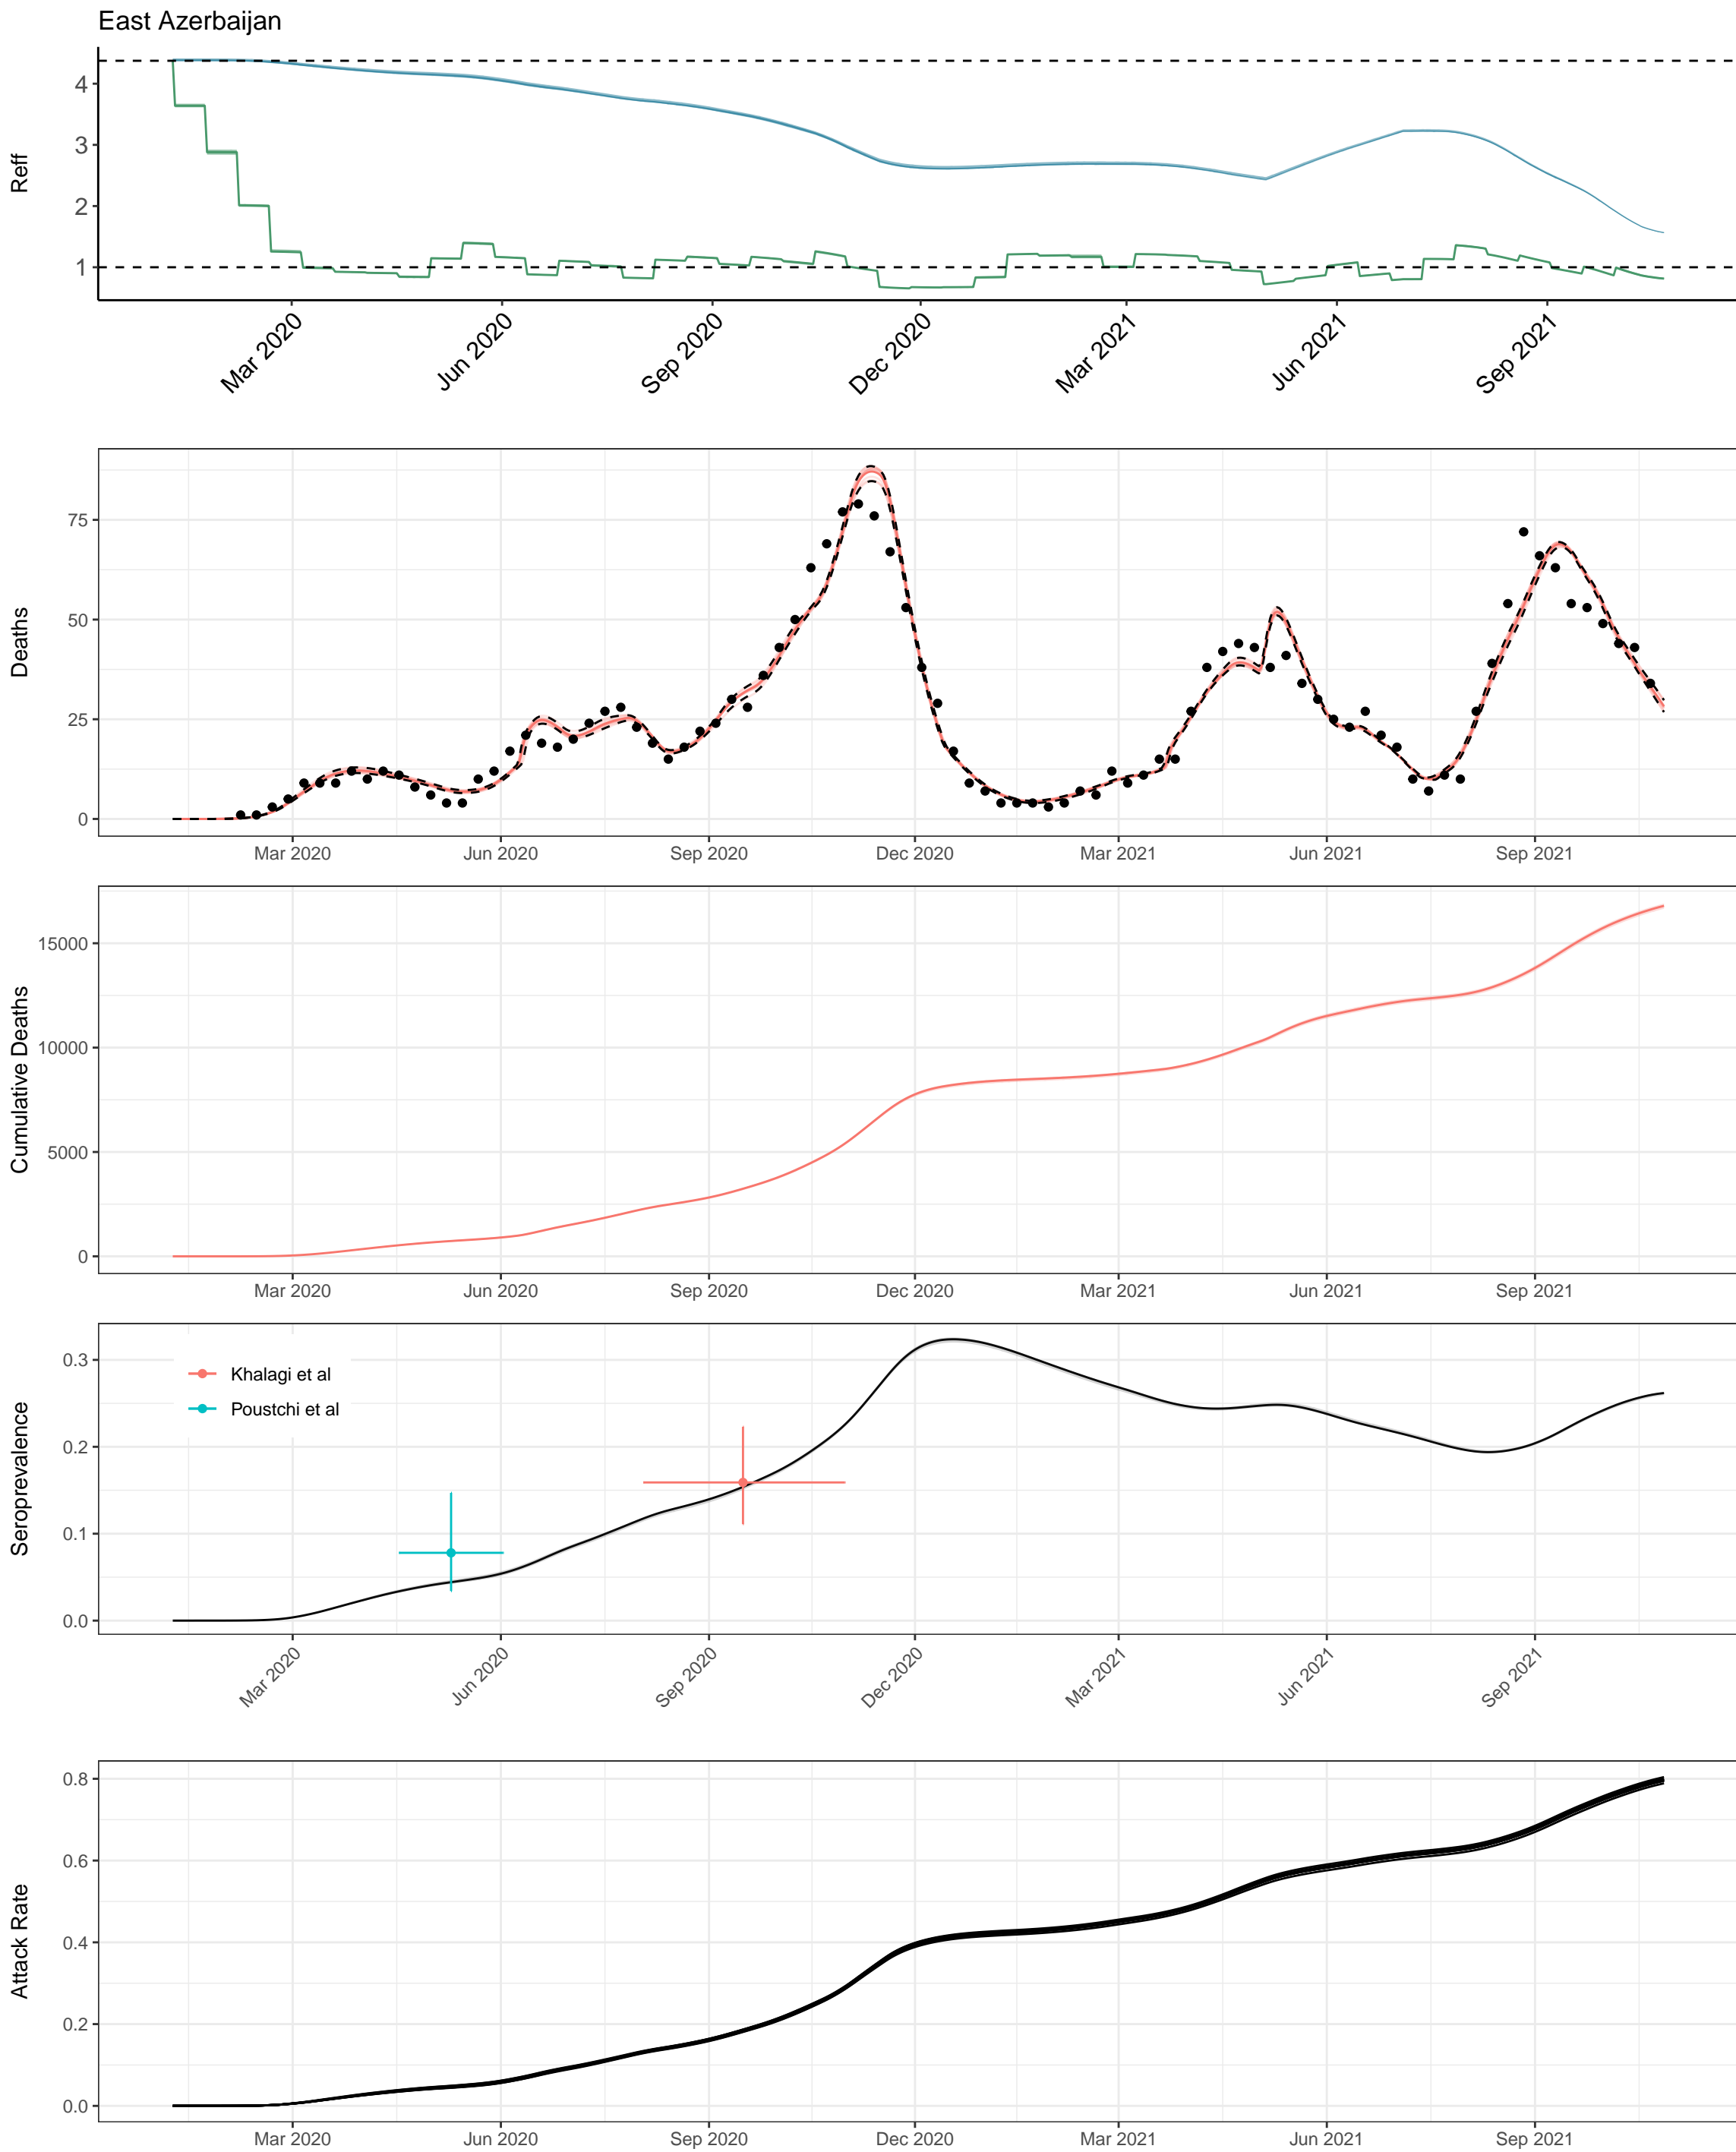 East Azerbaijan
Reff
4
3
2
1
Mar 2020
Jun 2020
Sep 2020
Dec 2020
Mar 2021
Jun 2021
Sep 2021
Deaths
75
50
25
0
Mar 2020
Jun 2020
Sep 2020
Dec 2020
Mar 2021
Jun 2021
Sep 2021
Cumulative Deaths
15000
10000
5000
0
Mar 2020
Jun 2020
Sep 2020
Dec 2020
Mar 2021
Jun 2021
Sep 2021
Seroprevalence
0.3
0.2
0.1
0.0
Khalagi et al
Poustchi et al
Mar 2020
Jun 2020
Sep 2020
Dec 2020
Mar 2021
Jun 2021
Sep 2021
Attack Rate
0.8
0.6
0.4
0.2
0.0
Mar 2020
Jun 2020
Sep 2020
Dec 2020
Mar 2021
Jun 2021
Sep 2021